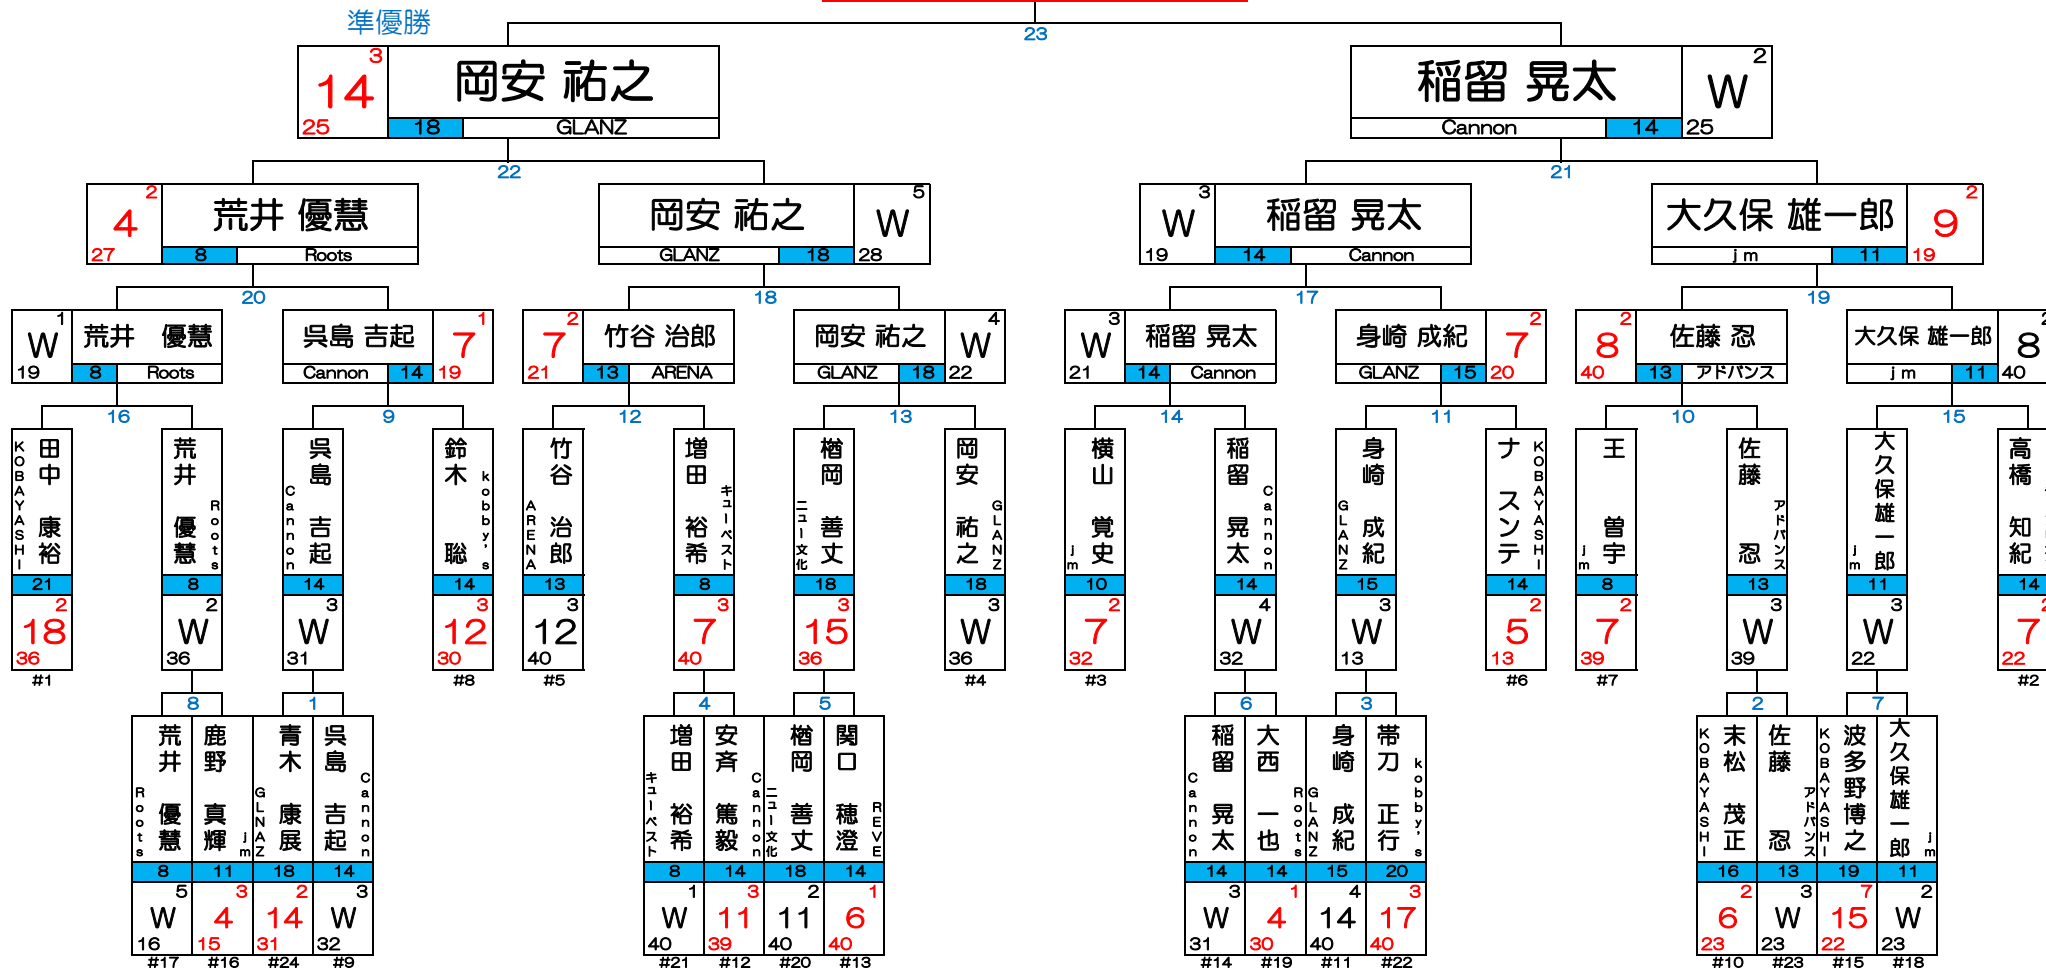 準優勝
23
3
14
25
岡安 祐之
18
GLANZ
稲留 晃太
Cannon
14
2
W
25
22
21
2
4
27
荒井 優慧
8
Roots
岡安 祐之
GLANZ
18
5
W
28
3
W
19
稲留 晃太
14
Cannon
大久保 雄一郎
jm
11
2
9
19
20
18
17
19
1
W
19
荒井 優慧
8
Roots
呉島 吉起
Cannon
14
1
7
19
2
7
21
竹谷 治郎
13
ARENA
岡安 祐之
GLANZ
18
4
W
22
3
W
21
稲留 晃太
14
Cannon
身崎 成紀
GLANZ
15
2
7
20
2
8
40
佐藤 忍
13
アドバンス
大久保 雄一郎
jm
11
8
40
16
9
12
13
14
11
10
15
KOBAYASHI
田中 康裕
21
2
18
36
#1
荒井 優慧
Roots
8
2
W
36
呉島 吉起
Cannon
14
3
W
31
鈴木 聡
kobby's
14
3
12
30
#8
竹谷 治郎
ARENA
13
3
12
40
#5
増田 裕希
キューベスト
8
3
7
40
楢岡 善丈
ニュー文化
18
3
15
36
岡安 祐之
GLANZ
18
3
W
36
#4
横山 覚史
jm
10
2
7
32
#3
稲留 晃太
Cannon
14
4
W
32
身崎 成紀
GLANZ
15
3
W
13
ナ スンテ
KOBAYASHI
14
2
5
13
#6
王 曽宇
jm
8
2
7
39
#7
佐藤 忍
アドバンス
13
3
W
39
大久保雄一郎
jm
11
3
W
22
高橋 知紀
14
7
22
#2
8
1
4
5
6
3
2
7
荒井 優慧
Roots
8
5
W
16
#17
鹿野 真輝
jm
11
3
4
15
#16
青木 康展
GLNAZ
18
2
14
31
#24
呉島 吉起
Cannon
14
3
W
32
#9
増田 裕希
キューベスト
8
1
W
40
#21
安斉 篤毅
Cannon
14
3
11
39
#12
楢岡 善丈
ニュー文化
18
2
11
40
#20
関口 穂澄
REVE
14
1
6
40
#13
稲留 晃太
Cannon
14
3
W
31
#14
大西 一也
Roots
14
1
4
30
#19
身崎 成紀
GLANZ
15
4
14
40
#11
帯刀 正行
kobby's
20
3
17
40
#22
末松 茂正
KOBAYASHI
16
2
6
23
#10
佐藤 忍
アドバンス
13
3
W
23
#23
波多野博之
KOBAYASHI
19
7
15
22
#15
大久保雄一郎
jm
11
2
W
23
#18